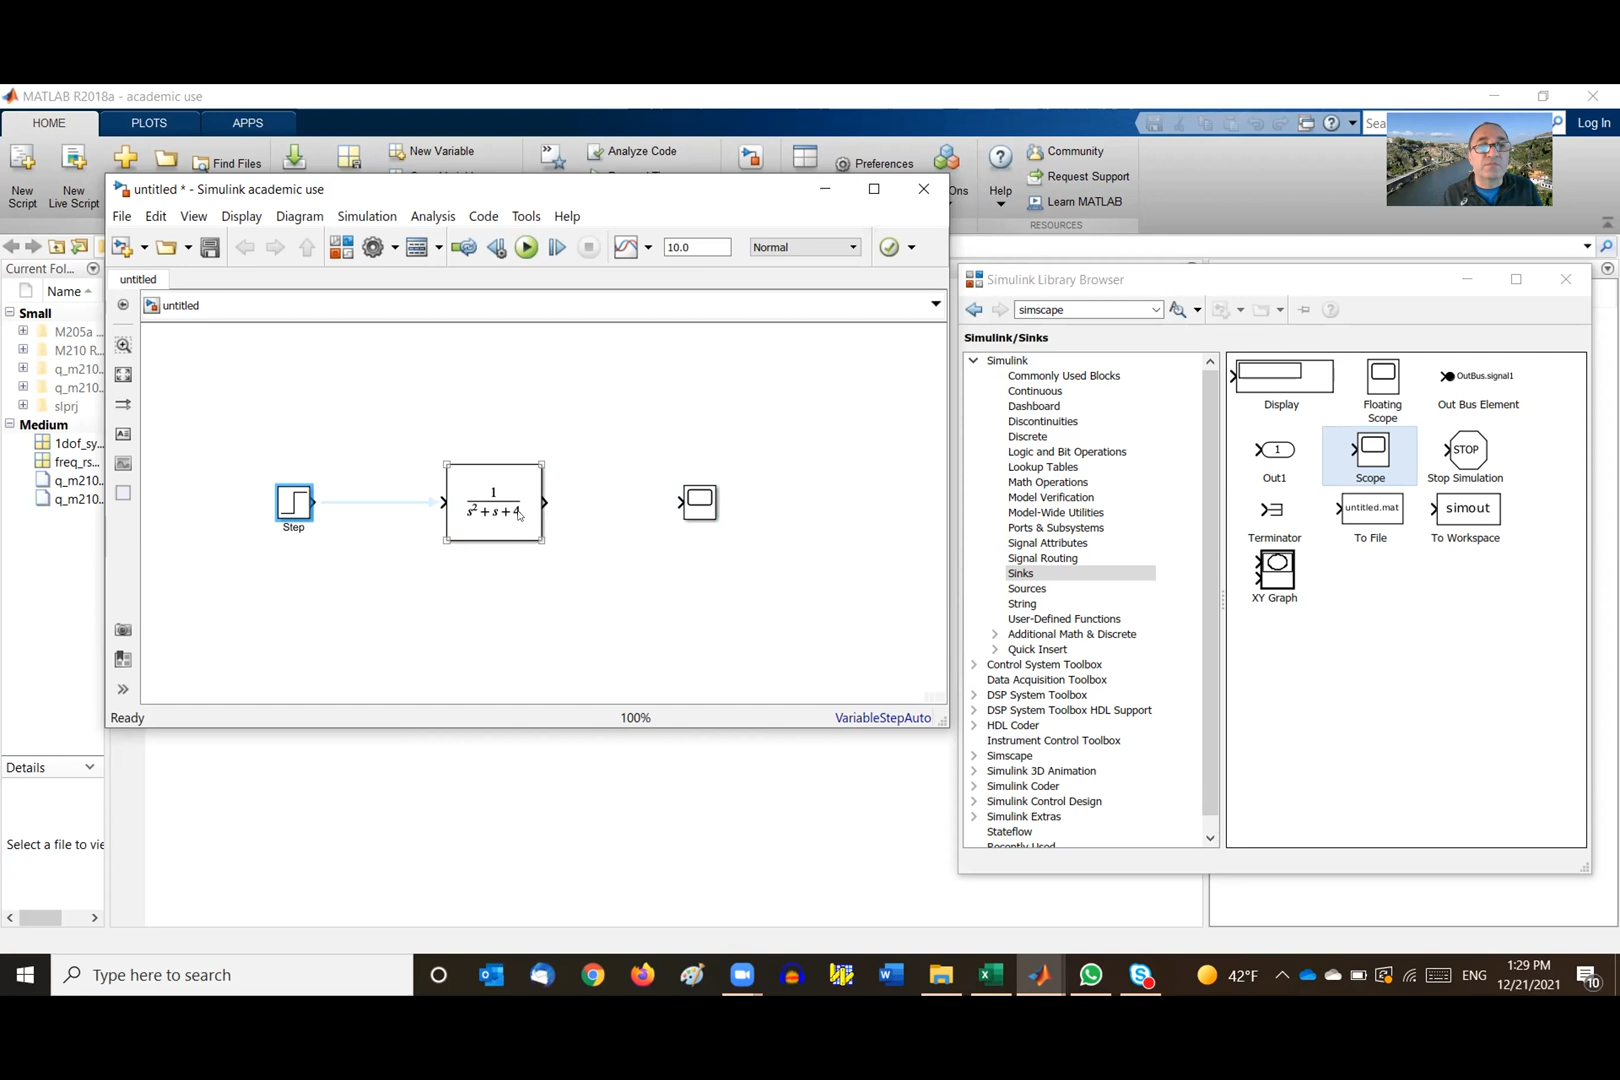 MATLAB R2018a - academic use
HOME
PLOTS
APPS
Sea
Log In
New Script
New Live Script
Find Files
New Variable
Analyze Code
Preferences
Ons
Help
Community
Request Support
Learn MATLAB
RESOURCES
untitled * - Simulink academic use
File Edit View Display Diagram Simulation Analysis Code Tools Help
10.0
Normal
untitled
untitled
Current Fol...
Name
Small
M205a ...
M210 R...
q_m210...
q_m210...
slprj
Medium
1dof_sy...
freq_rs...
q_m210...
q_m210...
Step
1
s² + s + 4
Ready
100%
VariableStepAuto
Details
Select a file to vie
Simulink Library Browser
simscape
Simulink/Sinks
Simulink
Commonly Used Blocks
Continuous
Dashboard
Discontinuities
Discrete
Logic and Bit Operations
Lookup Tables
Math Operations
Model Verification
Model-Wide Utilities
Ports & Subsystems
Signal Attributes
Signal Routing
Sinks
Sources
String
User-Defined Functions
Additional Math & Discrete
Quick Insert
Control System Toolbox
Data Acquisition Toolbox
DSP System Toolbox
DSP System Toolbox HDL Support
HDL Coder
Instrument Control Toolbox
Simscape
Simulink 3D Animation
Simulink Coder
Simulink Control Design
Simulink Extras
Stateflow
Recently Used
Display
Floating Scope
OutBus.signal1
Out Bus Element
1
Out1
Scope
STOP
Stop Simulation
Terminator
untitled.mat
To File
simout
To Workspace
XY Graph
Type here to search
42°F
ENG
1:29 PM
12/21/2021
10